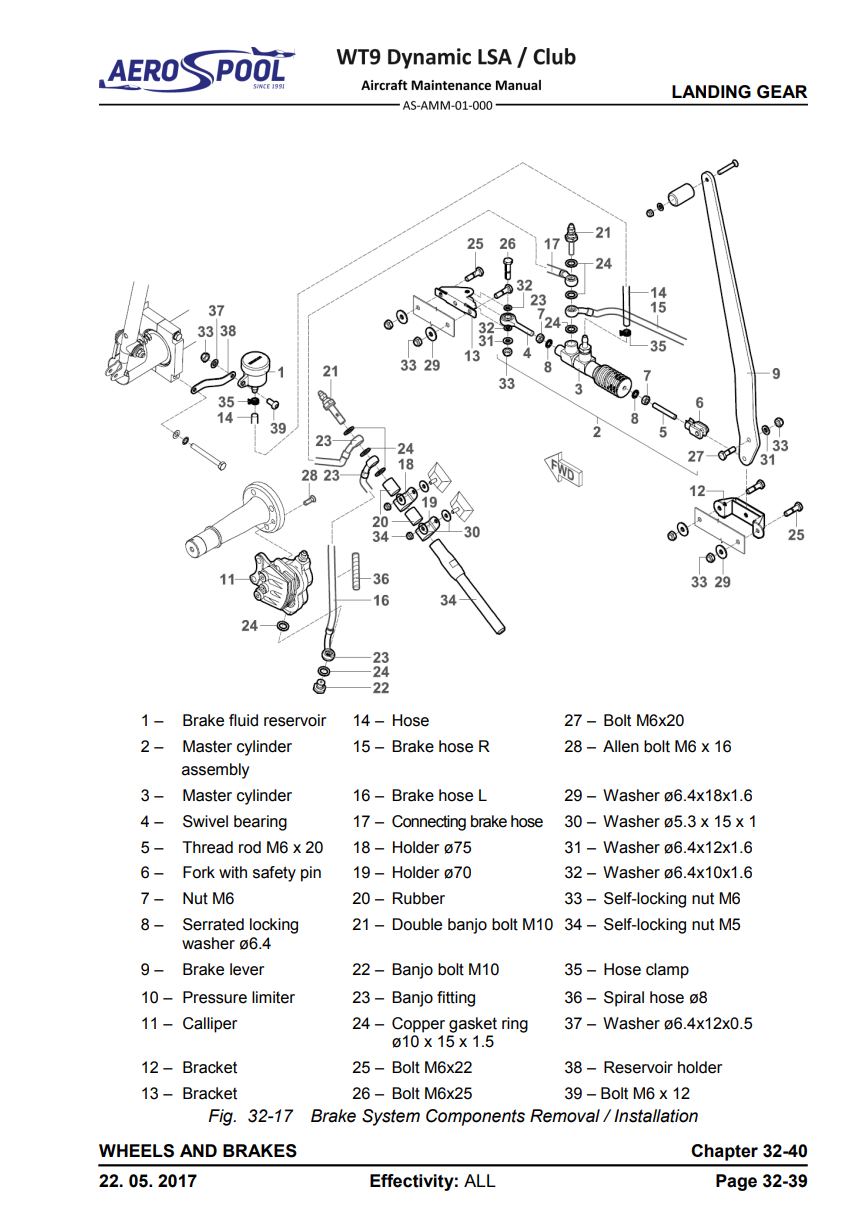 AEROSPOOL
SINCE 1991
WT9 Dynamic LSA / Club
Aircraft Maintenance Manual
AS-AMM-01-000
LANDING GEAR
25 26 17 21
24
32
23
7
24
14
15
37
33 38
32
31
4
8
35
33 29
13
33
3
7
9
1
21
8
6
35
14
39
2
5
23
24
18
27
31
33
FWD
28 23
19
12
20
34
30
25
11
36
16
34
33 29
24
23
24
22
1 – Brake fluid reservoir 14 – Hose 27 – Bolt M6x20
2 – Master cylinder 15 – Brake hose R 28 – Allen bolt M6 x 16
assembly
3 – Master cylinder 16 – Brake hose L 29 – Washer ø6.4x18x1.6
4 – Swivel bearing 17 – Connecting brake hose 30 – Washer ø5.3 x 15 x 1
5 – Thread rod M6 x 20 18 – Holder ø75 31 – Washer ø6.4x12x1.6
6 – Fork with safety pin 19 – Holder ø70 32 – Washer ø6.4x10x1.6
7 – Nut M6 20 – Rubber 33 – Self-locking nut M6
8 – Serrated locking 21 – Double banjo bolt M10 34 – Self-locking nut M5
washer ø6.4
9 – Brake lever 22 – Banjo bolt M10 35 – Hose clamp
10 – Pressure limiter 23 – Banjo fitting 36 – Spiral hose ø8
11 – Calliper 24 – Copper gasket ring 37 – Washer ø6.4x12x0.5
ø10 x 15 x 1.5
12 – Bracket 25 – Bolt M6x22 38 – Reservoir holder
13 – Bracket 26 – Bolt M6x25 39 – Bolt M6 x 12
Fig. 32-17 Brake System Components Removal / Installation
WHEELS AND BRAKES Chapter 32-40
22. 05. 2017 Effectivity: ALL Page 32-39